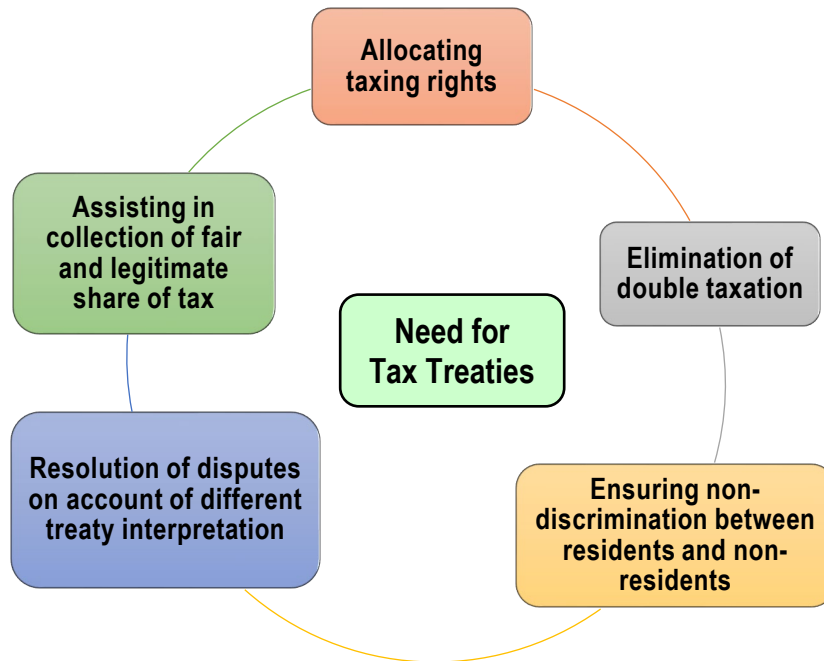 Allocating
taxing rights
Elimination of
double taxation
Ensuring non-
discrimination between
residents and non-
residents
Resolution of disputes
on account of different
treaty interpretation
Assisting in
collection of fair
and legitimate
share of tax
Need for
Tax Treaties